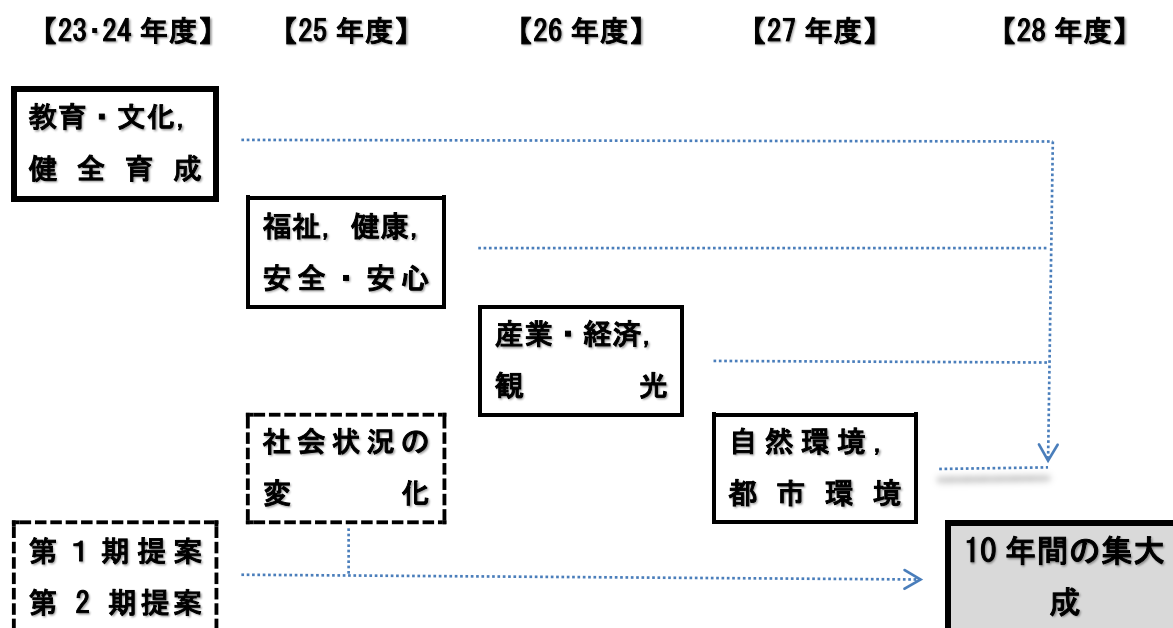 【23・24 年度】 【25 年度】 【26 年度】 【27 年度】 【28 年度】
教育・文化,
健全育成
福祉, 健康,
安全・安心
産業・経済,
観光
社会状況の
変化
自然環境,
都市環境
第1期提案
第2期提案
10 年間の集大
成